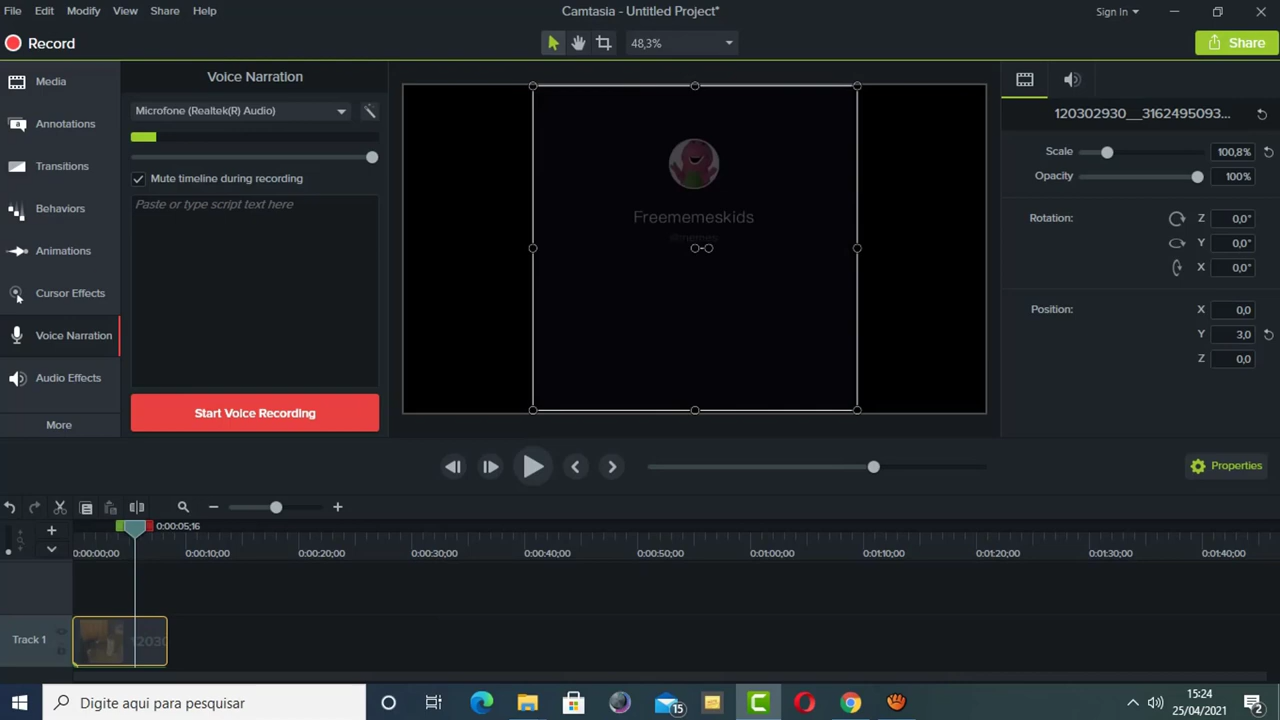 File Edit Modify View Share Help
Camtasia - Untitled Project*
Sign In
Record
48,3%
Share
Media
Annotations
Transitions
Behaviors
Animations
Cursor Effects
Voice Narration
Audio Effects
More
Voice Narration
Microfone (Realtek(R) Audio)
Mute timeline during recording
Paste or type script text here
Start Voice Recording
Freememeskids
@memes
120302930__3162495093...
Scale 100,8%
Opacity 100%
Rotation: Z 0,0°
Y 0,0°
X 0,0°
Position: X 0,0
Y 3,0
Z 0,0
Properties
0:00:05;16
0:00:00;00 0:00:10;00 0:00:20;00 0:00:30;00 0:00:40;00 0:00:50;00 0:01:00;00 0:01:10;00 0:01:20;00 0:01:30;00 0:01:40;00
Track 1
12030
Digite aqui para pesquisar
15
15:24
25/04/2021
2